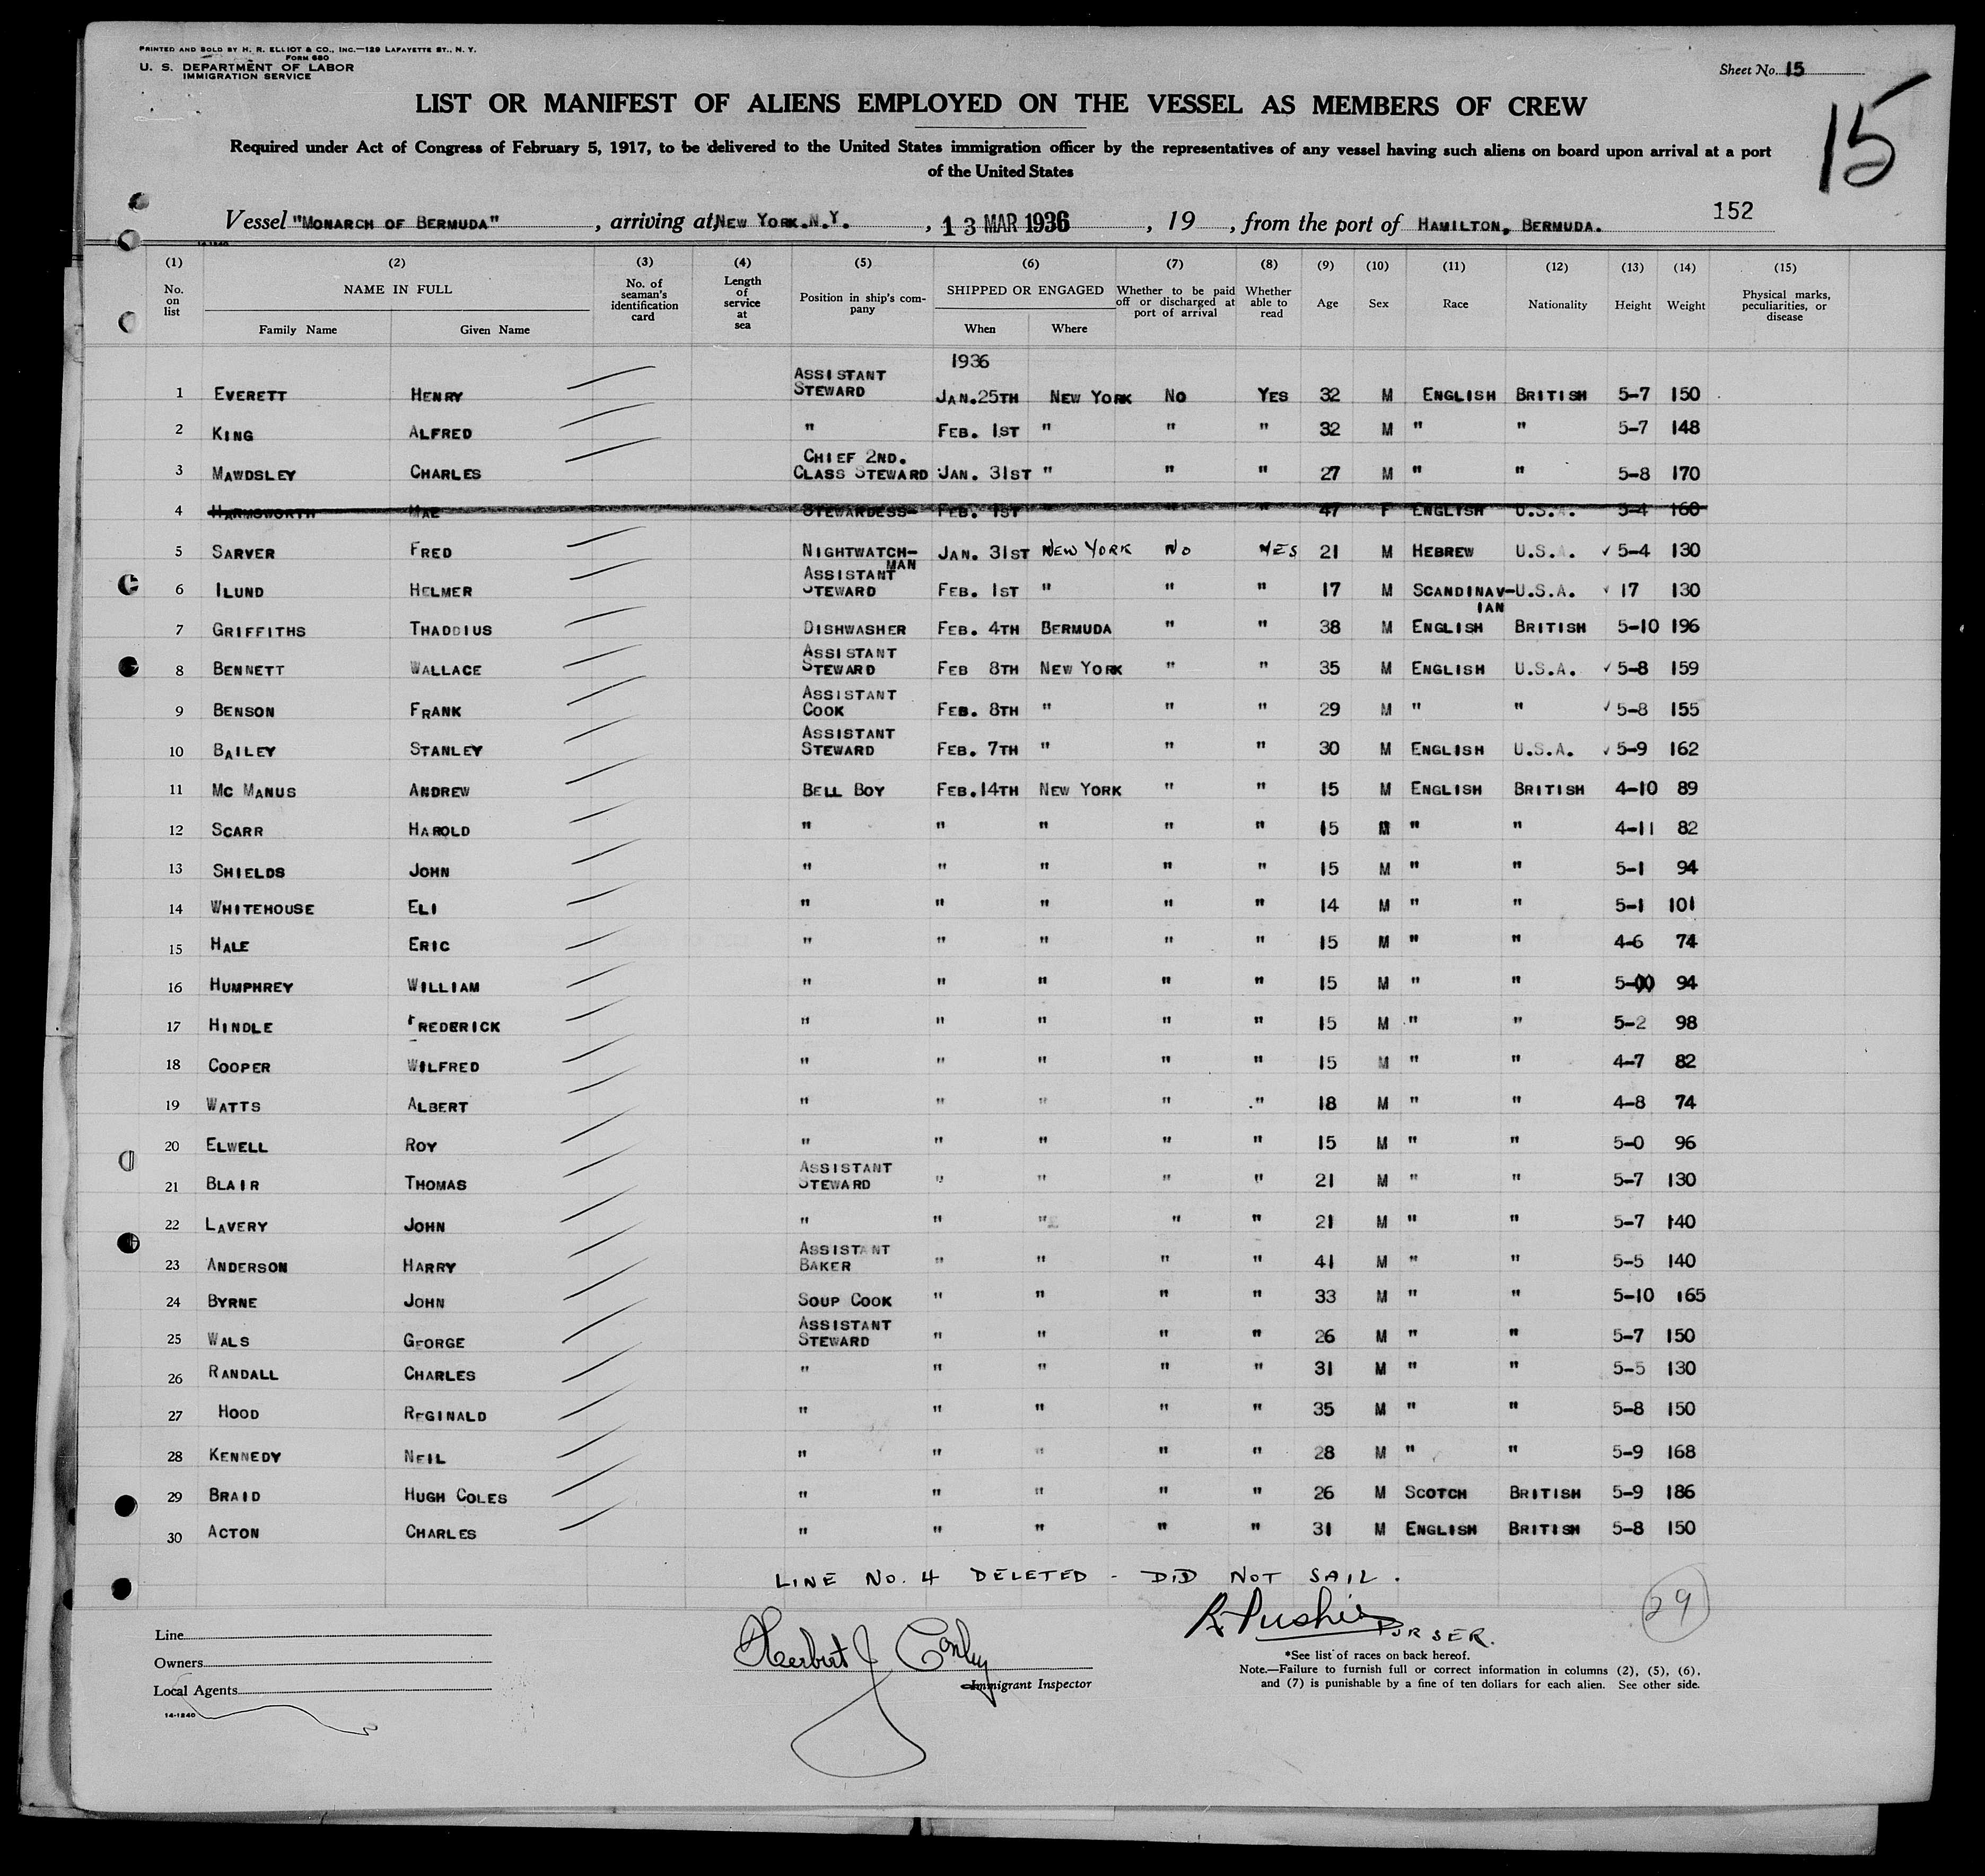 PRINTED AND SOLD BY H. R. ELLIOT & CO., INC.—129 LAFAYETTE ST., N. Y.
FORM 680
U. S. DEPARTMENT OF LABOR
IMMIGRATION SERVICE
Sheet No. 15
15
LIST OR MANIFEST OF ALIENS EMPLOYED ON THE VESSEL AS MEMBERS OF CREW
Required under Act of Congress of February 5, 1917, to be delivered to the United States immigration officer by the representatives of any vessel having such aliens on board upon arrival at a port
of the United States
152
Vessel "MONARCH OF BERMUDA", arriving at NEW YORK.N.Y., 13 MAR 1936, 19, from the port of HAMILTON, BERMUDA.
14-1240
(1) (2) (3) (4) (5) (6) (7) (8) (9) (10) (11) (12) (13) (14) (15)
No. on list NAME IN FULL Family Name Given Name No. of seaman's identification card Length of service at sea Position in ship's company SHIPPED OR ENGAGED When Where Whether to be paid off or discharged at port of arrival Whether able to read Age Sex Race Nationality Height Weight Physical marks, peculiarities, or disease
1936
1 EVERETT HENRY ASSISTANT STEWARD JAN.25TH NEW YORK NO YES 32 M ENGLISH BRITISH 5-7 150
2 KING ALFRED " FEB. 1ST " " " 32 M " " 5-7 148
3 MAWDSLEY CHARLES CHIEF 2ND. CLASS STEWARD JAN. 31ST " " " 27 M " " 5-8 170
4 HARMSWORTH MAE STEWARDESS FEB. 1ST " " " 47 F ENGLISH U.S.A. 5-4 160
5 SARVER FRED NIGHTWATCH-MAN JAN. 31ST NEW YORK NO YES 21 M HEBREW U.S.A. ✓ 5-4 130
6 ILUND HELMER ASSISTANT STEWARD FEB. 1ST " " " 17 M SCANDINAV-IAN U.S.A. ✓ 17 130
7 GRIFFITHS THADDIUS DISHWASHER FEB. 4TH BERMUDA " " 38 M ENGLISH BRITISH 5-10 196
8 BENNETT WALLACE ASSISTANT STEWARD FEB 8TH NEW YORK " " 35 M ENGLISH U.S.A. ✓ 5-8 159
9 BENSON FRANK ASSISTANT COOK FEB. 8TH " " " 29 M " " ✓ 5-8 155
10 BAILEY STANLEY ASSISTANT STEWARD FEB. 7TH " " " 30 M ENGLISH U.S.A. ✓ 5-9 162
11 MC MANUS ANDREW BELL BOY FEB.14TH NEW YORK " " 15 M ENGLISH BRITISH 4-10 89
12 SCARR HAROLD " " " " " 15 M " " 4-11 82
13 SHIELDS JOHN " " " " " 15 M " " 5-1 94
14 WHITEHOUSE ELI " " " " " 14 M " " 5-1 101
15 HALE ERIC " " " " " 15 M " " 4-6 74
16 HUMPHREY WILLIAM " " " " " 15 M " " 5-00 94
17 HINDLE FREDERICK " " " " " 15 M " " 5-2 98
18 COOPER WILFRED " " " " " 15 M " " 4-7 82
19 WATTS ALBERT " " " " " 18 M " " 4-8 74
20 ELWELL ROY " " " " " 15 M " " 5-0 96
21 BLAIR THOMAS ASSISTANT STEWARD " " " " 21 M " " 5-7 130
22 LAVERY JOHN " " " " " 21 M " " 5-7 140
23 ANDERSON HARRY ASSISTANT BAKER " " " " 41 M " " 5-5 140
24 BYRNE JOHN SOUP COOK " " " " 33 M " " 5-10 165
25 WALS GEORGE ASSISTANT STEWARD " " " " 26 M " " 5-7 150
26 RANDALL CHARLES " " " " " 31 M " " 5-5 130
27 HOOD REGINALD " " " " " 35 M " " 5-8 150
28 KENNEDY NEIL " " " " " 28 M " " 5-9 168
29 BRAID HUGH COLES " " " " " 26 M SCOTCH BRITISH 5-9 186
30 ACTON CHARLES " " " " " 31 M ENGLISH BRITISH 5-8 150
LINE NO. 4 DELETED - DID NOT SAIL.
29
PURSER.
Line
Owners
Local Agents
14-1240
Herbert J
Immigrant Inspector
*See list of races on back hereof.
Note.—Failure to furnish full or correct information in columns (2), (5), (6),
and (7) is punishable by a fine of ten dollars for each alien. See other side.